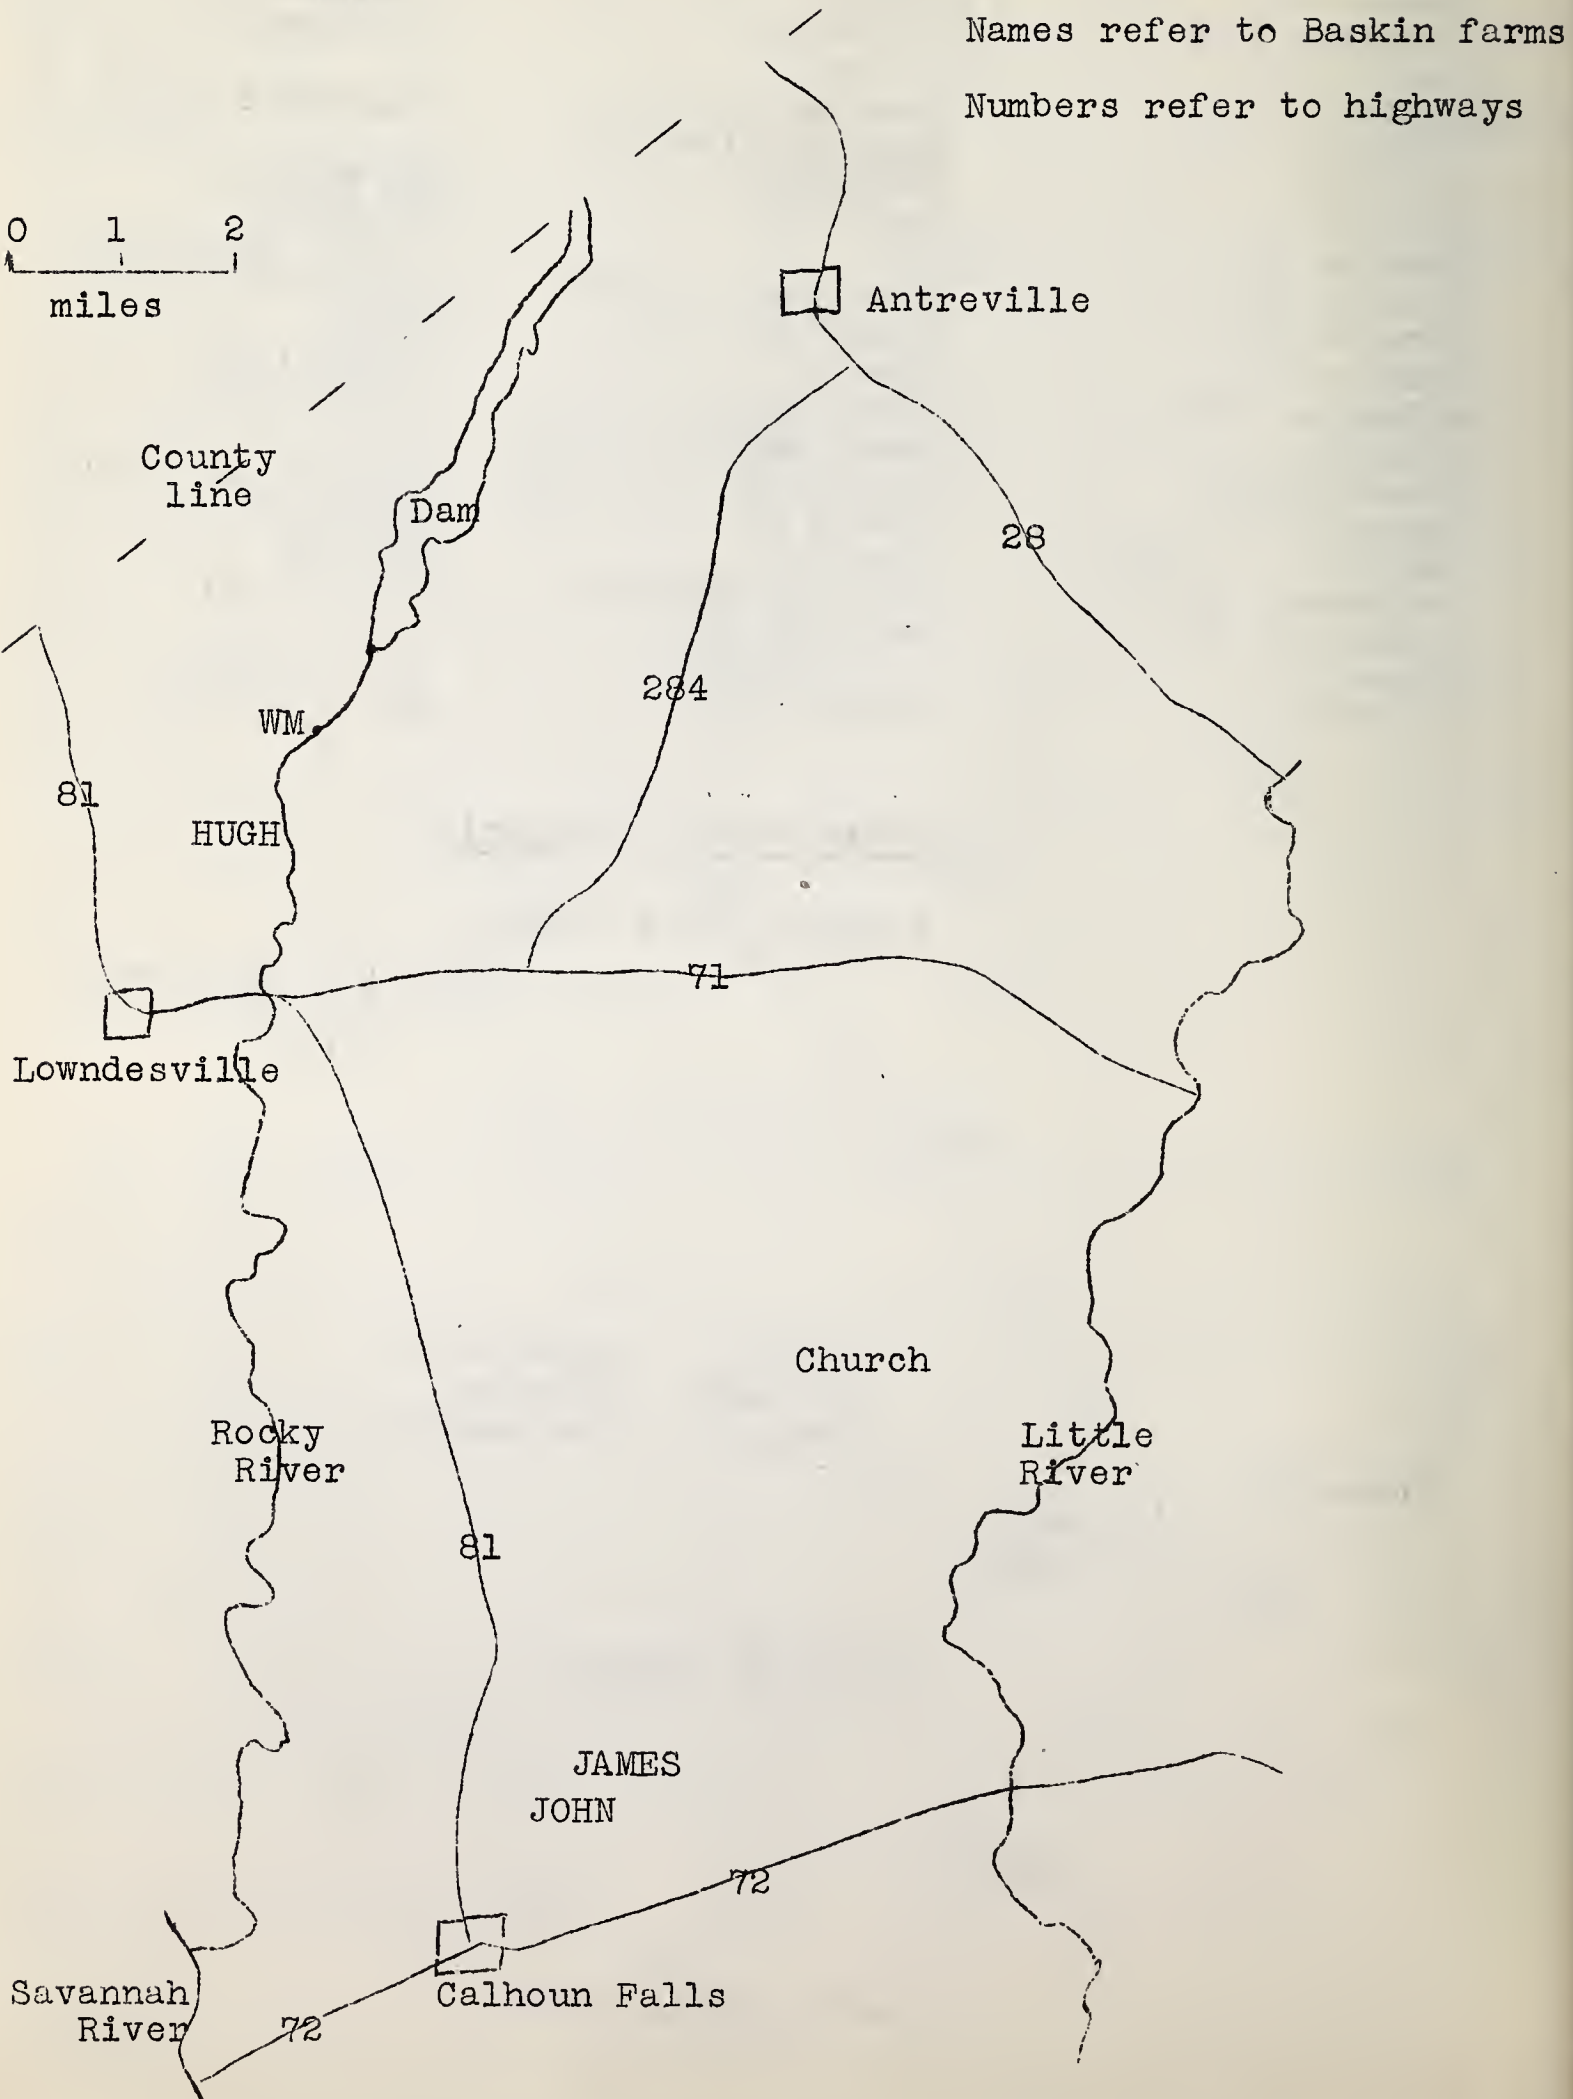 Names refer to Baskin farms
Numbers refer to highways
0 1 2
miles
Antreville
County
line
Dam
28
284
WM
81
HUGH
71
Lowndesville
Church
Rocky
River
Little
River
81
JAMES
JOHN
72
Calhoun Falls
Savannah
River
72